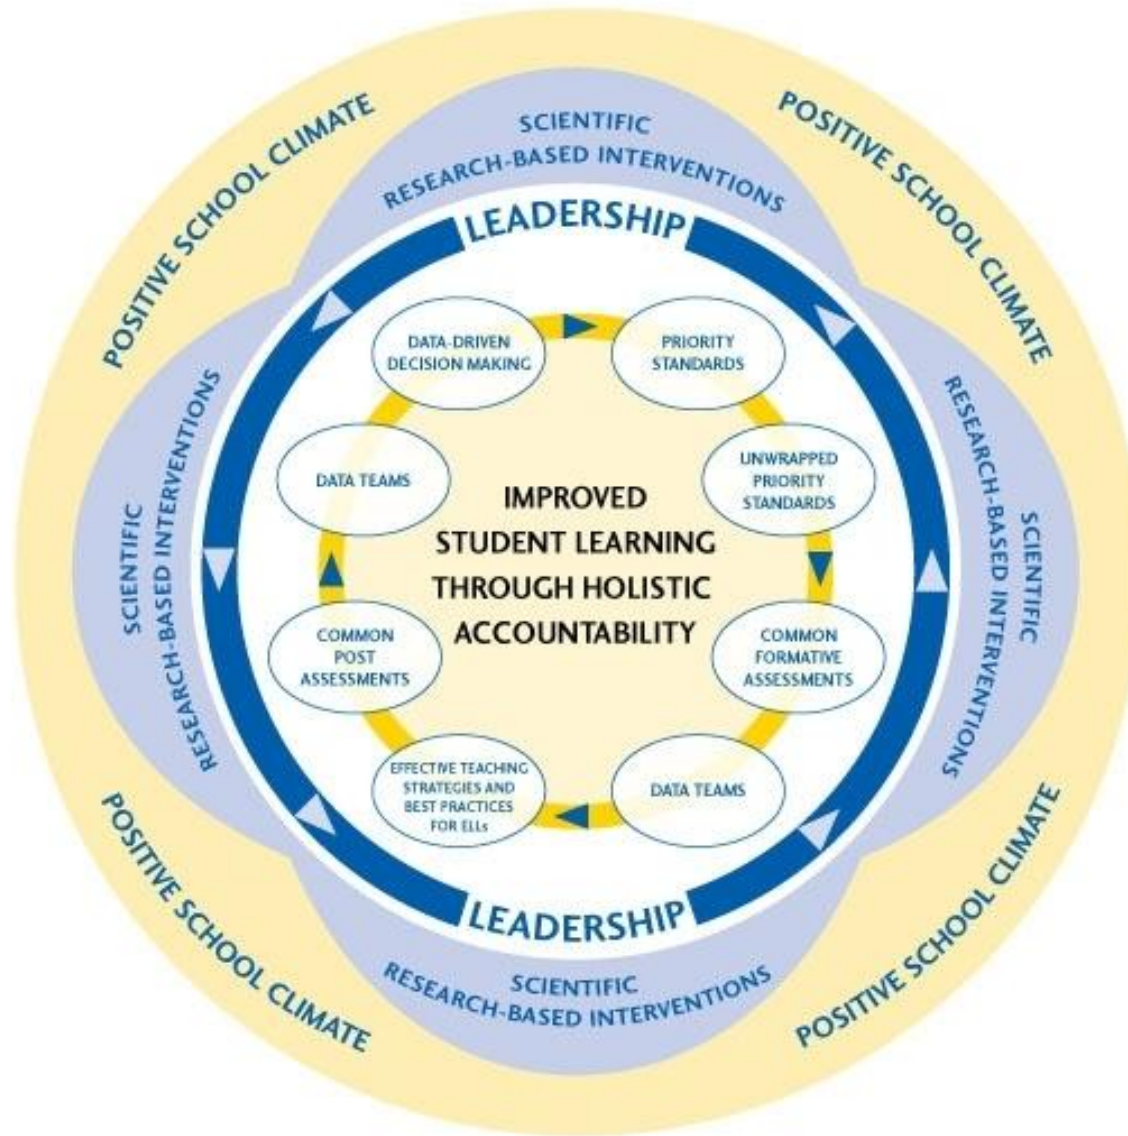 POSITIVE SCHOOL CLIMATE
POSITIVE SCHOOL CLIMATE
SCIENTIFIC
RESEARCH-BASED INTERVENTIONS
LEADERSHIP
SCIENTIFIC
RESEARCH-BASED INTERVENTIONS
RESEARCH-BASED INTERVENTIONS
SCIENTIFIC
DATA-DRIVEN
DECISION MAKING
PRIORITY
STANDARDS
UNWRAPPED
PRIORITY
STANDARDS
COMMON
FORMATIVE
ASSESSMENTS
DATA TEAMS
EFFECTIVE TEACHING
STRATEGIES AND
BEST PRACTICES
FOR ELLs
COMMON
POST
ASSESSMENTS
DATA TEAMS
IMPROVED
STUDENT LEARNING
THROUGH HOLISTIC
ACCOUNTABILITY
LEADERSHIP
SCIENTIFIC
RESEARCH-BASED INTERVENTIONS
POSITIVE SCHOOL CLIMATE
POSITIVE SCHOOL CLIMATE